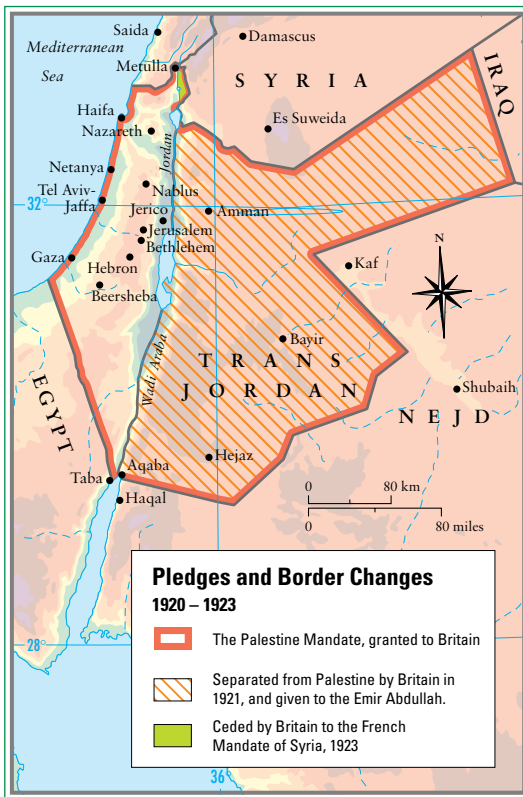 Saida
Mediterranean
Sea
Damascus
Metulla
SYRIA
IRAQ
Haifa
Es Suweida
Nazareth
Jordan
Netanya
Nablus
Tel Aviv-
Jaffa
32°
Jerico
Amman
Jerusalem
Bethlehem
Gaza
Hebron
Kaf
N
Beersheba
Bayir
Wadi Araba
TRANS
JORDAN
EGYPT
Shubaih
NEJD
Hejaz
Taba
Aqaba
Haqal
0 80 km
0 80 miles
Pledges and Border Changes
1920 – 1923
The Palestine Mandate, granted to Britain
Separated from Palestine by Britain in
1921, and given to the Emir Abdullah.
Ceded by Britain to the French
Mandate of Syria, 1923
28°
36°